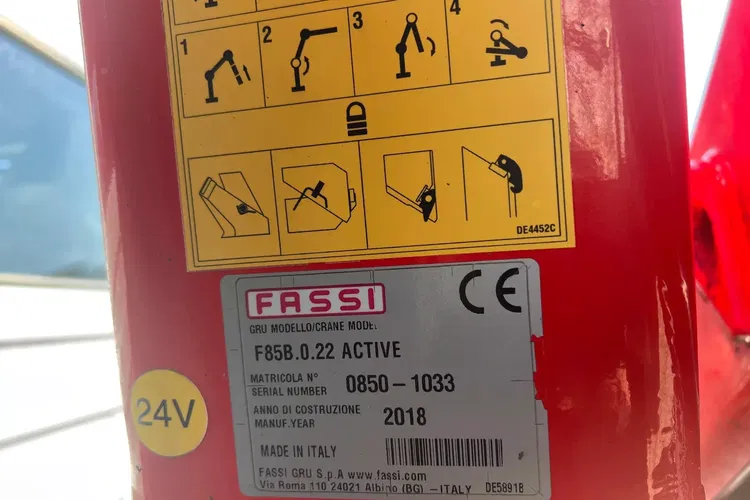 1 2 3 4
DE4452C
FASSI CE
GRU MODELLO/CRANE MODEL
F85B.0.22 ACTIVE
MATRICOLA N°
SERIAL NUMBER 0850-1033
ANNO DI COSTRUZIONE
MANUF.YEAR 2018
24V
MADE IN ITALY
FASSI GRU S.p.A www.fassi.com
Via Roma 110 24021 Albino (BG) -ITALY DE5891B